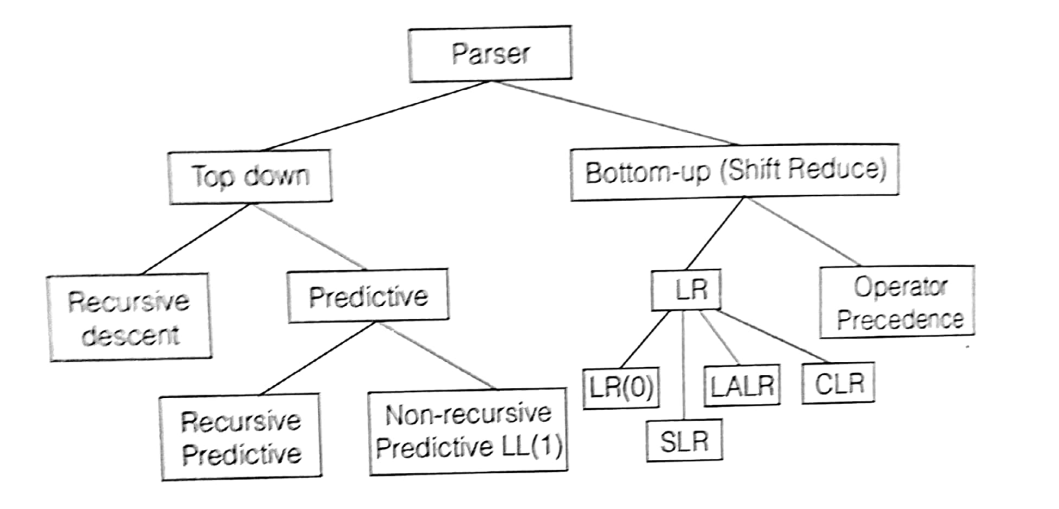 Parser
Top down
Bottom-up (Shift Reduce)
Recursive
descent
Predictive
LR
Operator
Precedence
Recursive
Predictive
Non-recursive
Predictive LL(1)
LR(0)
SLR
LALR
CLR